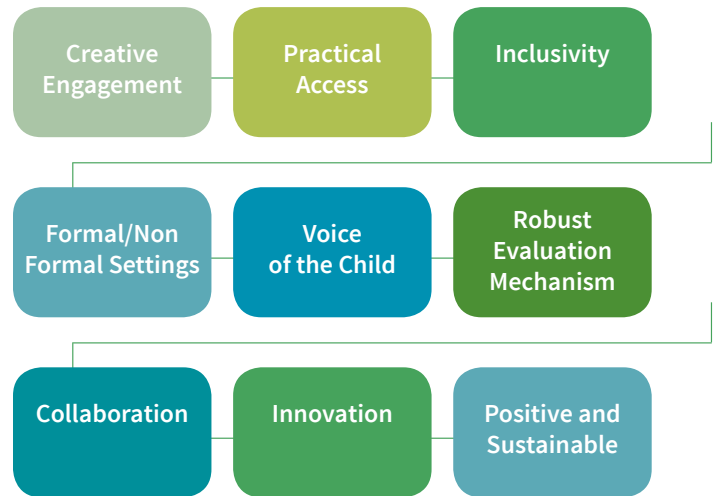 Creative
Engagement
Practical
Access
Inclusivity
Formal/Non
Formal Settings
Voice
of the Child
Robust
Evaluation
Mechanism
Collaboration
Innovation
Positive and
Sustainable